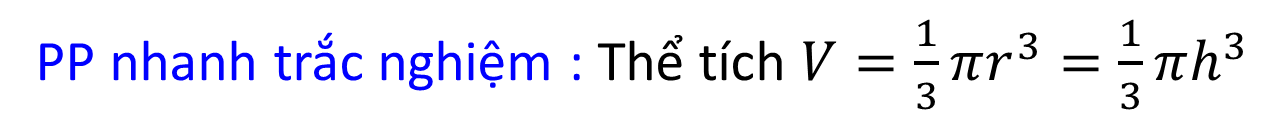 PP nhanh trắc nghiệm : Thể tích 𝑉 = 1/3 𝜋𝑟³ = 1/3 𝜋ℎ³